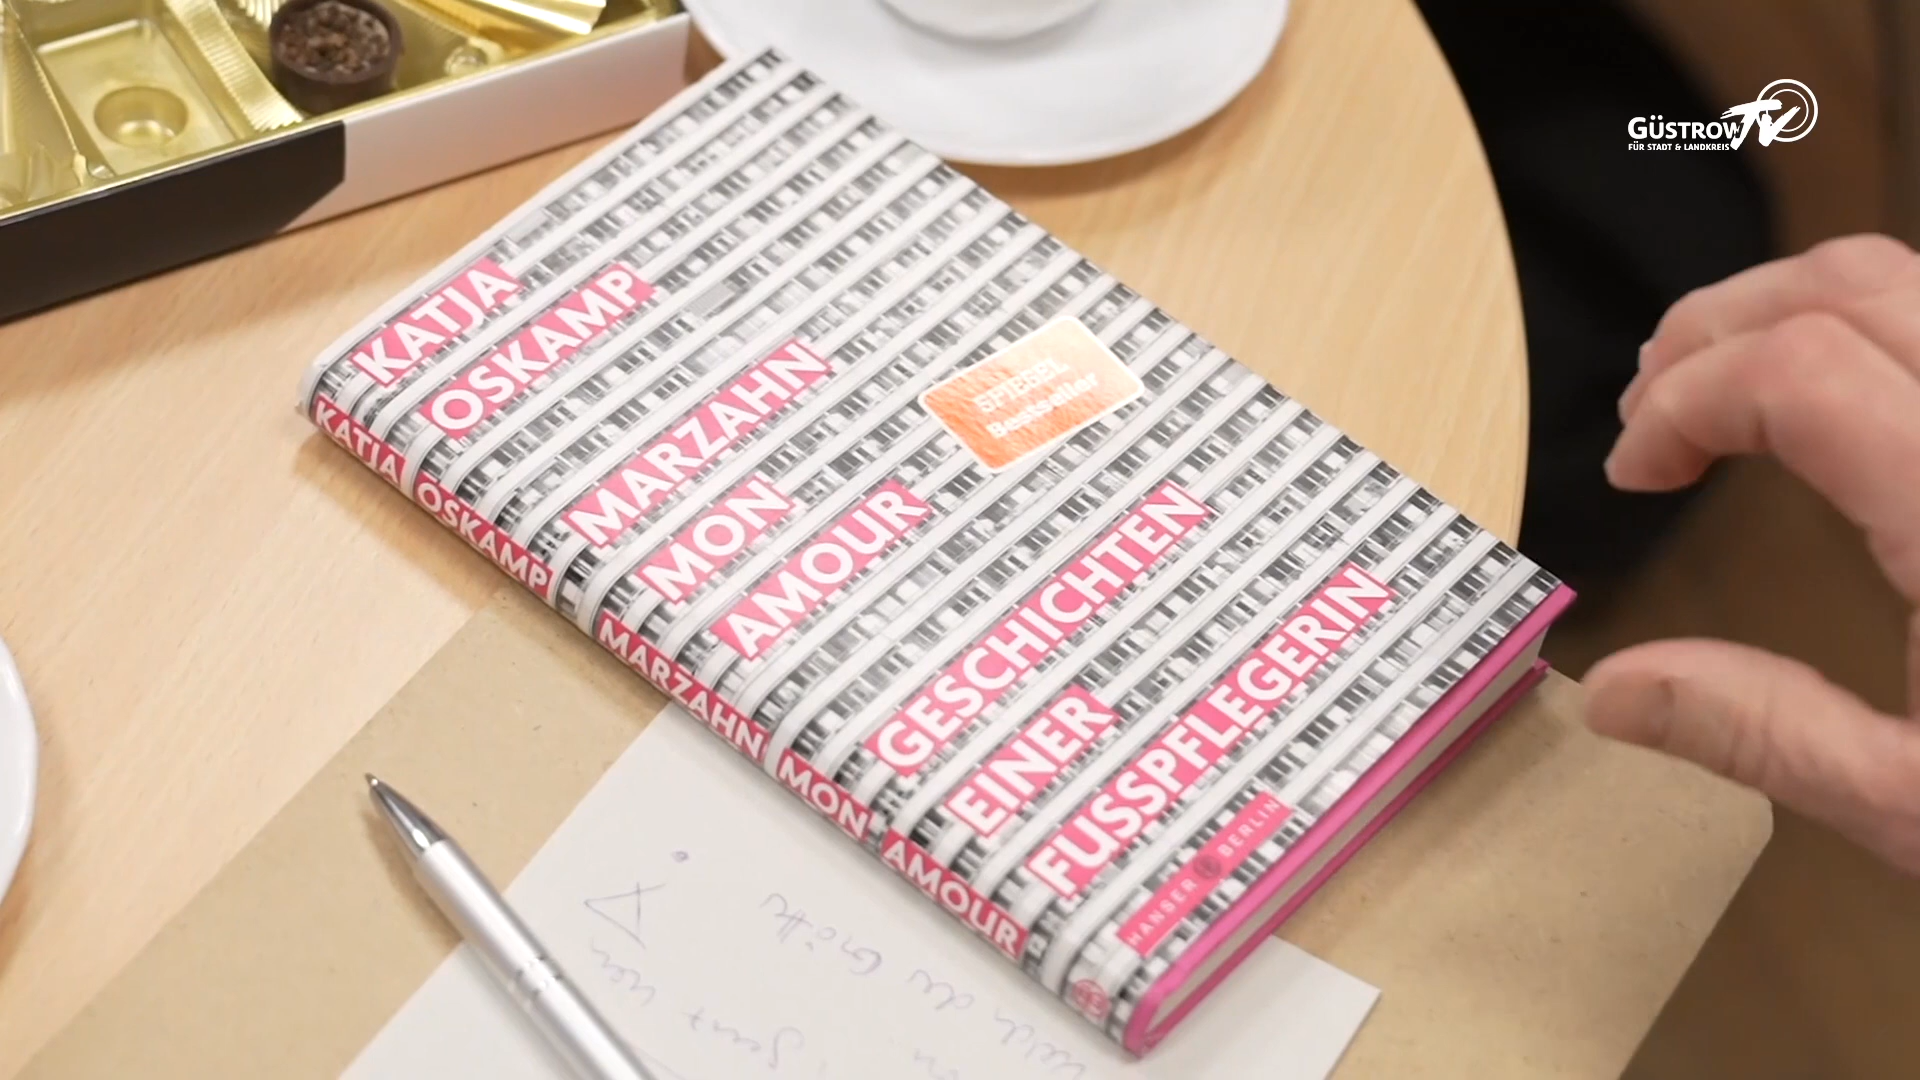 GÜSTROW TV
FÜR STADT & LANDKREIS
KATJA
OSKAMP
MARZAHN
MON
AMOUR
SPIEGEL
Bestseller
GESCHICHTEN
EINER
FUSSPFLEGERIN
HANSER BERLIN
KATJA OSKAMP MARZAHN MON AMOUR